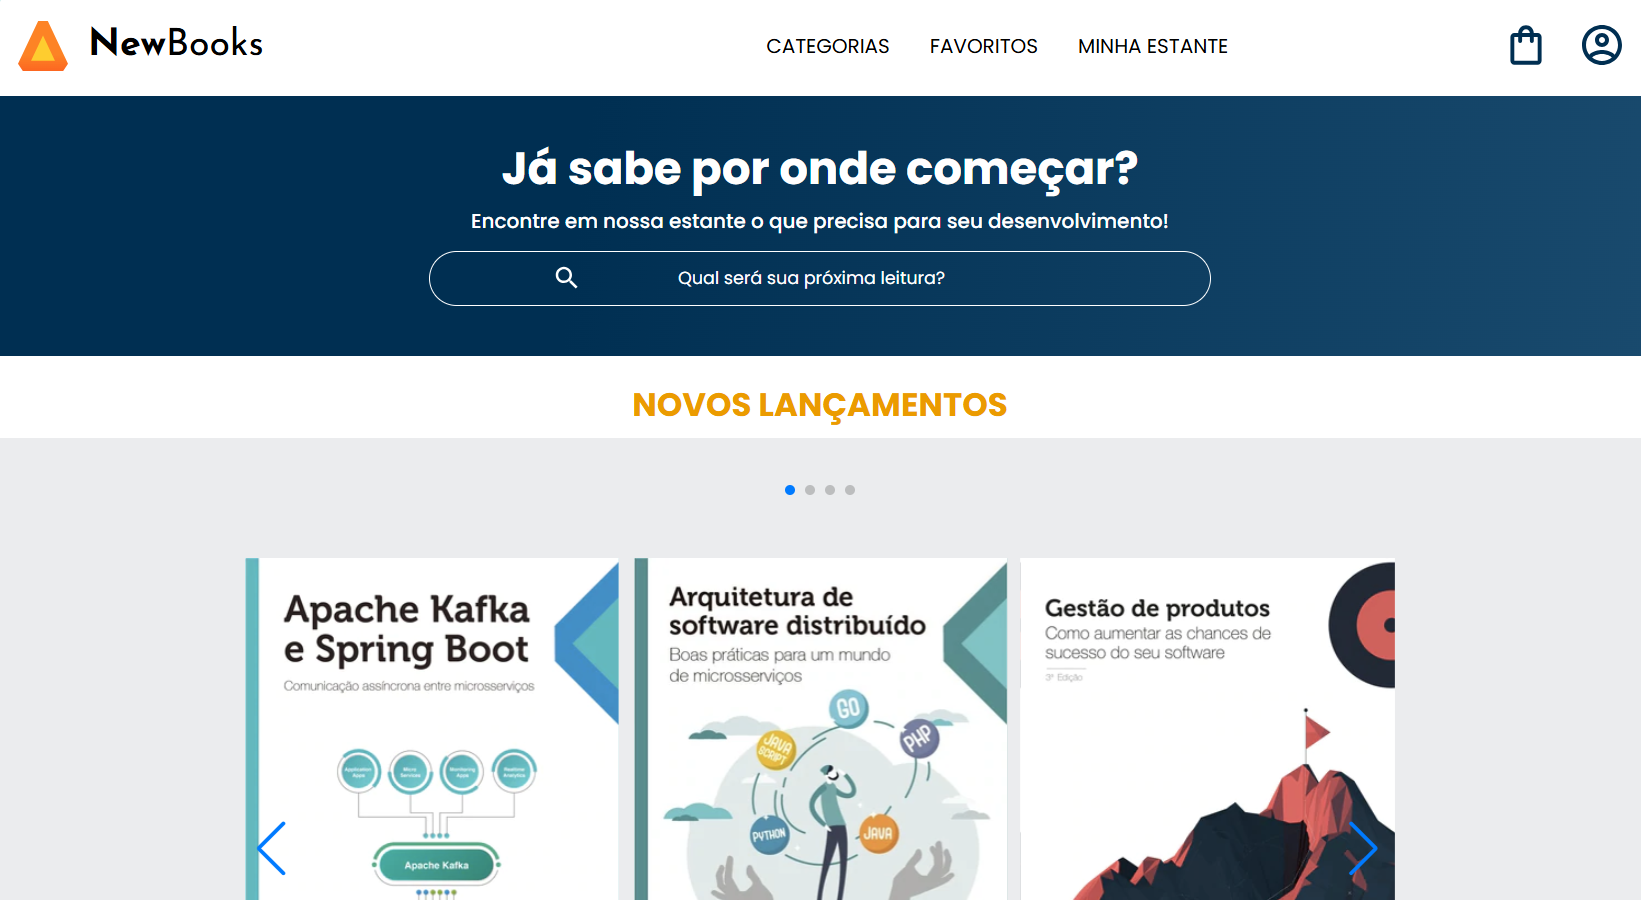 NewBooks
CATEGORIAS FAVORITOS MINHA ESTANTE
Já sabe por onde começar?
Encontre em nossa estante o que precisa para seu desenvolvimento!
Qual será sua próxima leitura?
NOVOS LANÇAMENTOS
Apache Kafka
e Spring Boot
Comunicação assíncrona entre microsserviços
Application
Apps
Micro
Services
Monitoring
Apps
Realtime
Analytics
Apache Kafka
Arquitetura de
software distribuído
Boas práticas para um mundo
de microsserviços
GO
JAVA
SCRIPT
PHP
PYTHON
JAVA
Gestão de produtos
Como aumentar as chances de
sucesso do seu software
3ª Edição